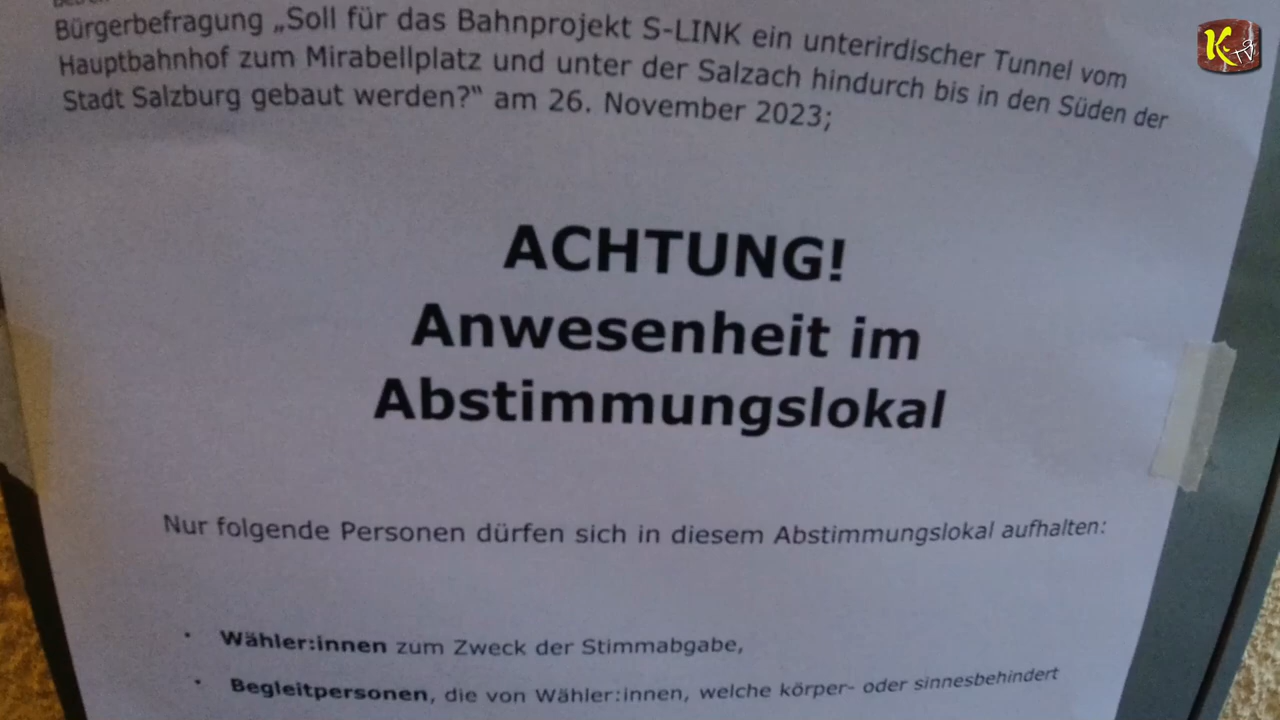 Bürgerbefragung „Soll für das Bahnprojekt S-LINK ein unterirdischer Tunnel vom
Hauptbahnhof zum Mirabellplatz und unter der Salzach hindurch bis in den Süden der
Stadt Salzburg gebaut werden?“ am 26. November 2023;
ACHTUNG!
Anwesenheit im
Abstimmungslokal
Nur folgende Personen dürfen sich in diesem Abstimmungslokal aufhalten:
• Wähler:innen zum Zweck der Stimmabgabe,
• Begleitpersonen, die von Wähler:innen, welche körper- oder sinnesbehindert
K-TV